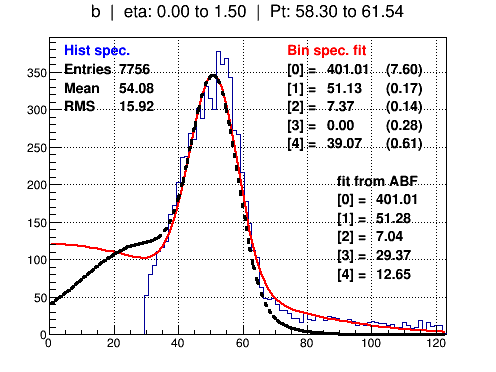 b | eta: 0.00 to 1.50 | Pt: 58.30 to 61.54
Hist spec.
Entries 7756
Mean 54.08
RMS 15.92
Bin spec. fit
[0] = 401.01 (7.60)
[1] = 51.13 (0.17)
[2] = 7.37 (0.14)
[3] = 0.00 (0.28)
[4] = 39.07 (0.61)
fit from ABF
[0] = 401.01
[1] = 51.28
[2] = 7.04
[3] = 29.37
[4] = 12.65
350
300
250
200
150
100
50
0
0 20 40 60 80 100 120